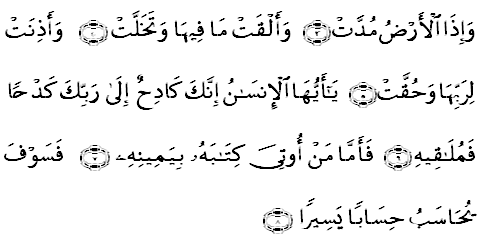 وَإِذَا ٱلْأَرْضُ مُدَّتْ ۝٣ وَأَلْقَتْ مَا فِيهَا وَتَخَلَّتْ ۝٤ وَأَذِنَتْ
لِرَبِّهَا وَحُقَّتْ ۝٥ يَٰٓأَيُّهَا ٱلْإِنسَٰنُ إِنَّكَ كَادِحٌ إِلَىٰ رَبِّكَ كَدْحًا
فَمُلَٰقِيهِ ۝٦ فَأَمَّا مَنْ أُوتِىَ كِتَٰبَهُۥ بِيَمِينِهِۦ ۝٧ فَسَوْفَ
يُحَاسَبُ حِسَابًا يَسِيرًا ۝٨